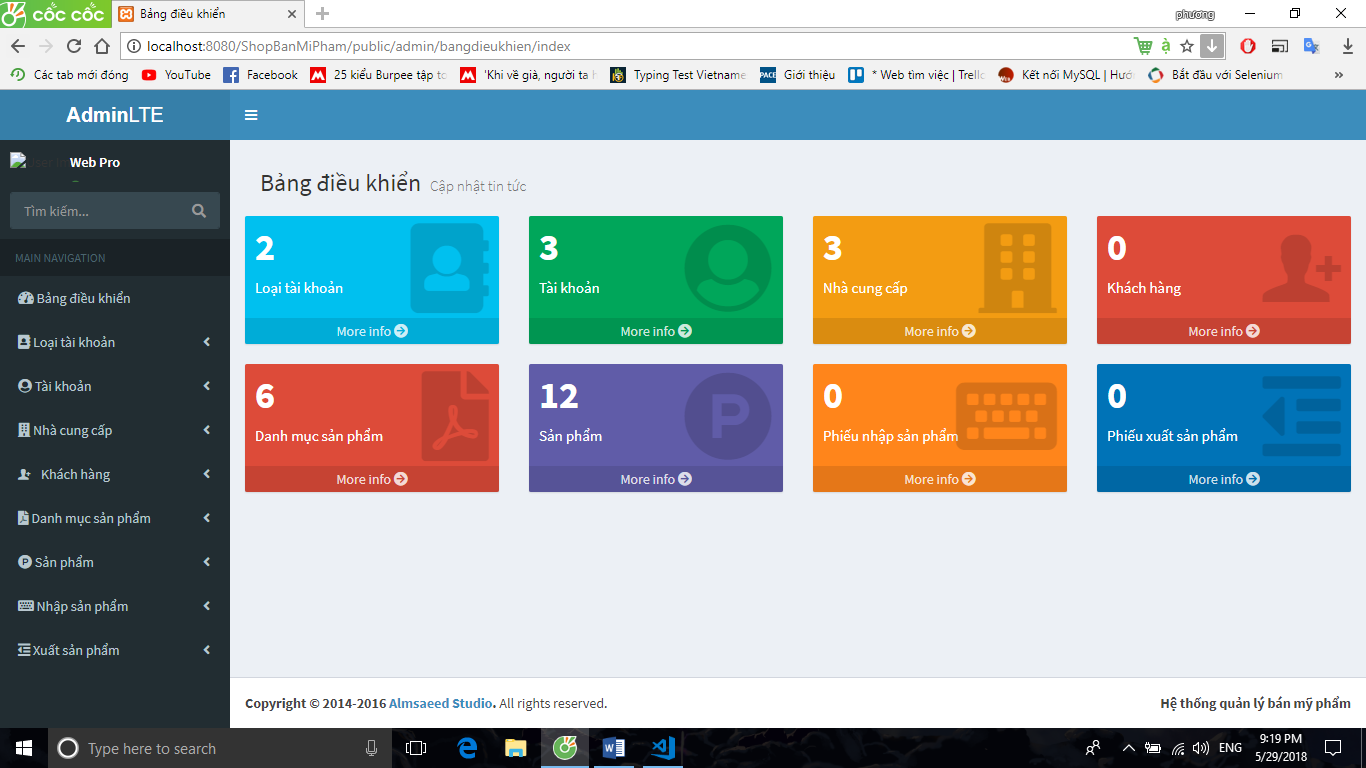 cốc cốc
Bảng điều khiển
phương
localhost:8080/ShopBanMiPham/public/admin/bangdieukhien/index
Các tab mới đóng YouTube Facebook 25 kiểu Burpee tập tơ 'Khi về già, người ta h Typing Test Vietname PACE Giới thiệu * Web tìm việc | Trello Kết nối MySQL | Hướ Bắt đầu với Selenium »
AdminLTE
Web Pro
Tìm kiếm...
MAIN NAVIGATION
Bảng điều khiển
Loại tài khoản
Tài khoản
Nhà cung cấp
Khách hàng
Danh mục sản phẩm
Sản phẩm
Nhập sản phẩm
Xuất sản phẩm
Bảng điều khiển Cập nhật tin tức
2
Loại tài khoản
More info
3
Tài khoản
More info
3
Nhà cung cấp
More info
0
Khách hàng
More info
6
Danh mục sản phẩm
More info
12
Sản phẩm
P
More info
0
Phiếu nhập sản phẩm
More info
0
Phiếu xuất sản phẩm
More info
Copyright © 2014-2016 Almsaeed Studio. All rights reserved.
Hệ thống quản lý bán mỹ phẩm
Type here to search
ENG
9:19 PM
5/29/2018